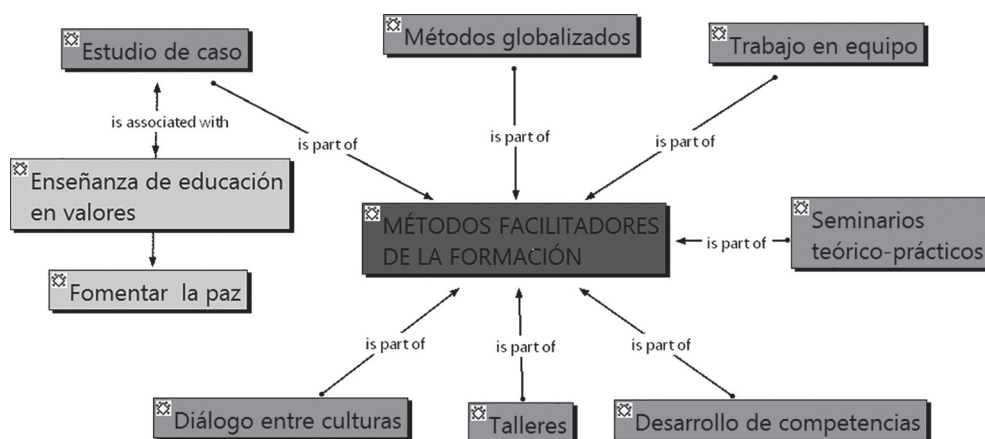 Estudio de caso
Métodos globalizados
Trabajo en equipo
is associated with
is part of
is part of
is part of
Enseñanza de educación
en valores
MÉTODOS FACILITADORES
DE LA FORMACIÓN
is part of
Seminarios
teórico-prácticos
Fomentar la paz
is part of
is part of
is part of
Diálogo entre culturas
Talleres
Desarrollo de competencias